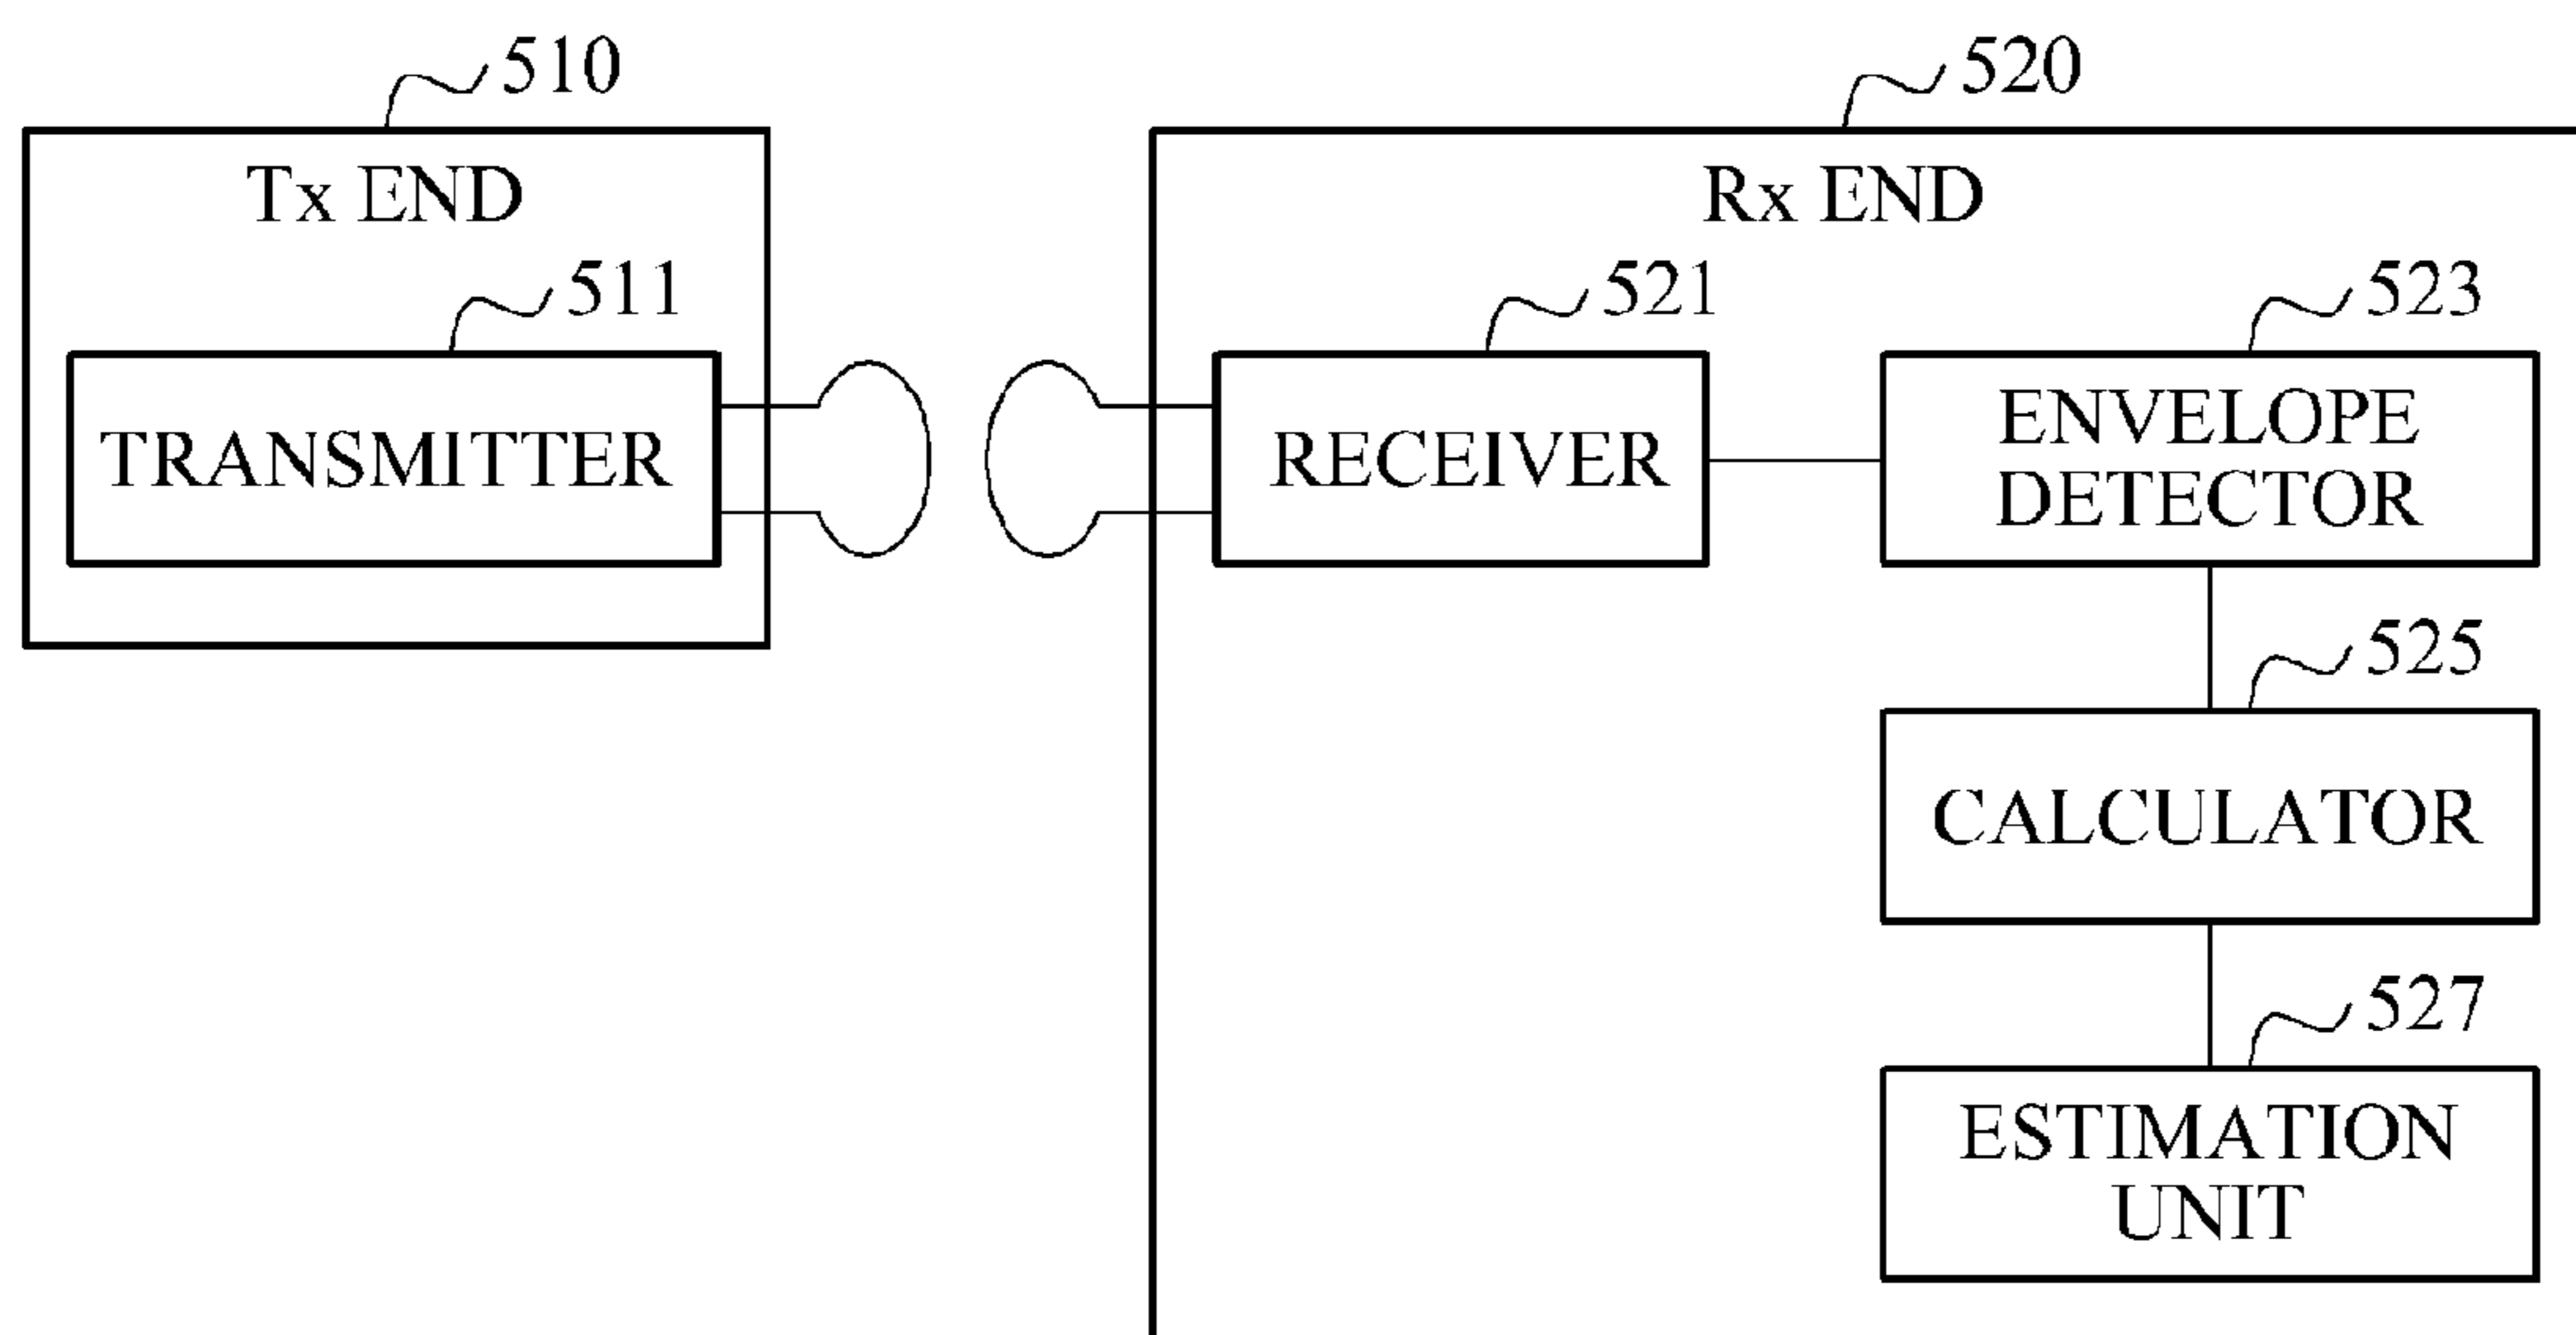 510
520
Tx END
Rx END
511
521
523
TRANSMITTER
RECEIVER
ENVELOPE
DETECTOR
525
CALCULATOR
527
ESTIMATION
UNIT